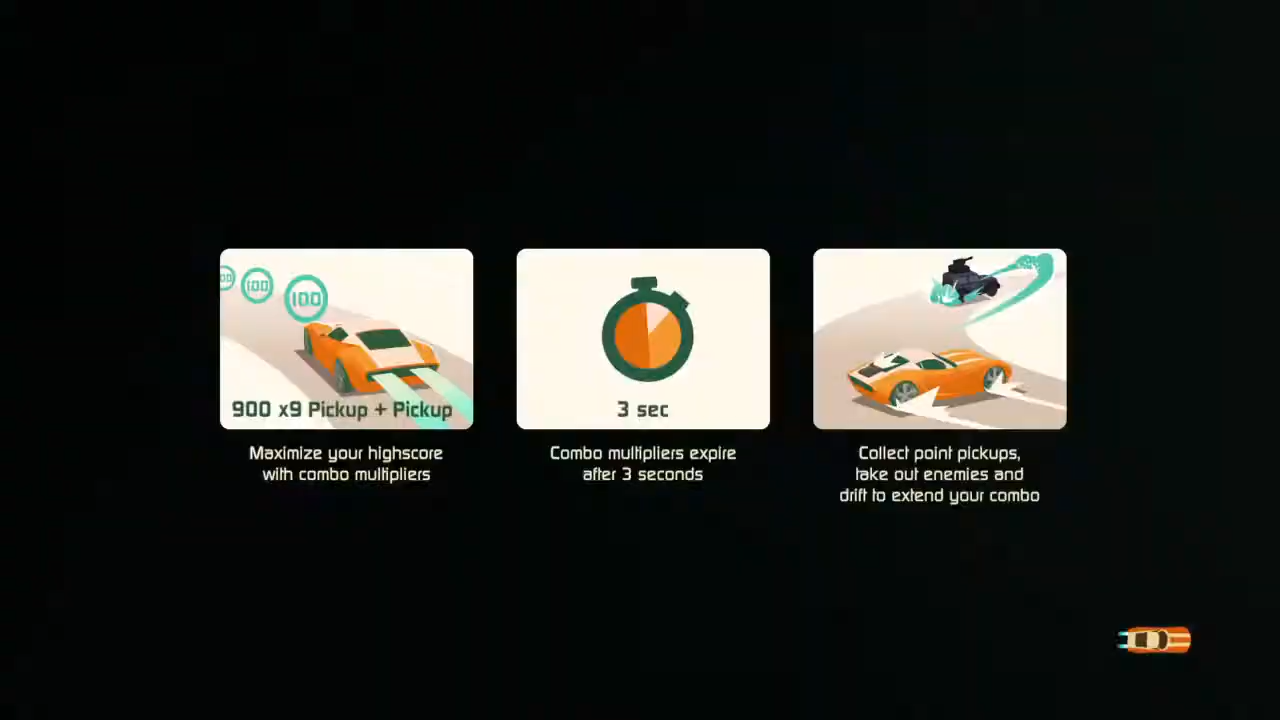 100
100
900 x9 Pickup + Pickup
3 sec
Maximize your highscore
with combo multipliers
Combo multipliers expire
after 3 seconds
Collect point pickups,
take out enemies and
drift to extend your combo